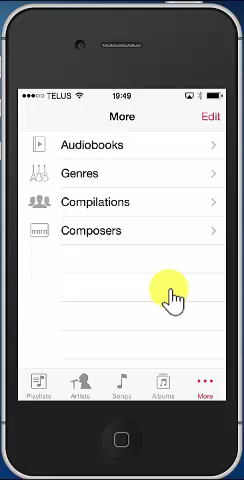 TELUS 19:49
More Edit
Audiobooks
Genres
Compilations
Composers
Playlists Artists Songs Albums More